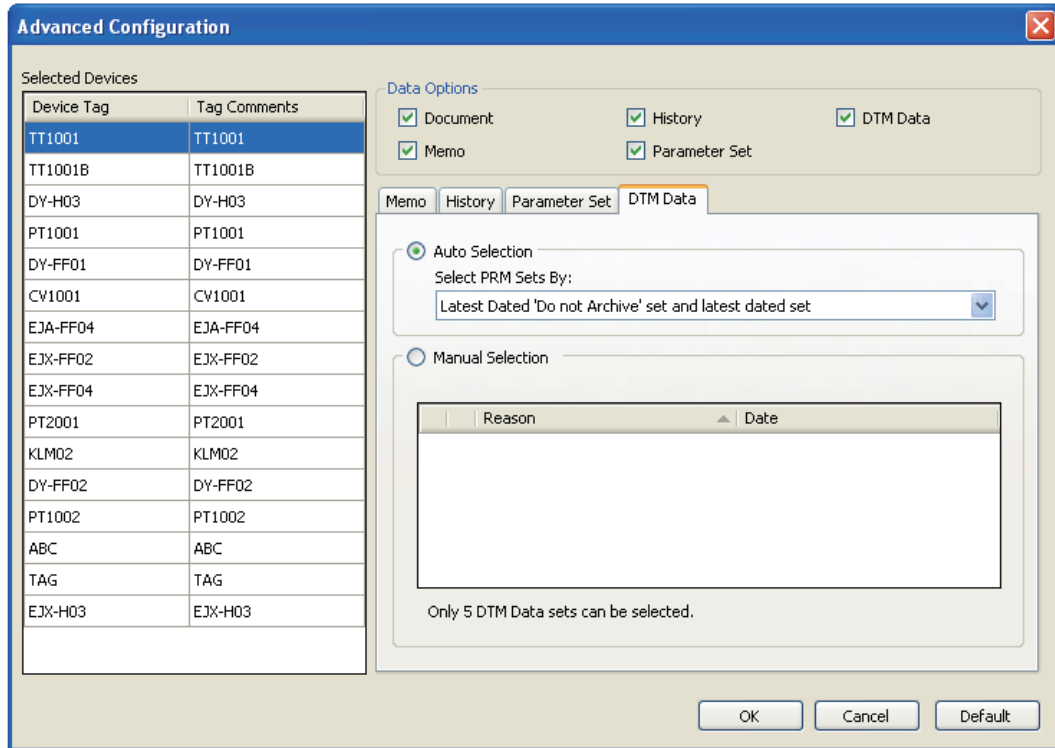 Advanced Configuration
Selected Devices
Device Tag Tag Comments
TT1001 TT1001
TT1001B TT1001B
DY-H03 DY-H03
PT1001 PT1001
DY-FF01 DY-FF01
CV1001 CV1001
EJA-FF04 EJA-FF04
EJX-FF02 EJX-FF02
EJX-FF04 EJX-FF04
PT2001 PT2001
KLM02 KLM02
DY-FF02 DY-FF02
PT1002 PT1002
ABC ABC
TAG TAG
EJX-H03 EJX-H03
Data Options
Document History DTM Data
Memo Parameter Set
Memo History Parameter Set DTM Data
Auto Selection
Select PRM Sets By:
Latest Dated 'Do not Archive' set and latest dated set
Manual Selection
Reason Date
Only 5 DTM Data sets can be selected.
OK Cancel Default